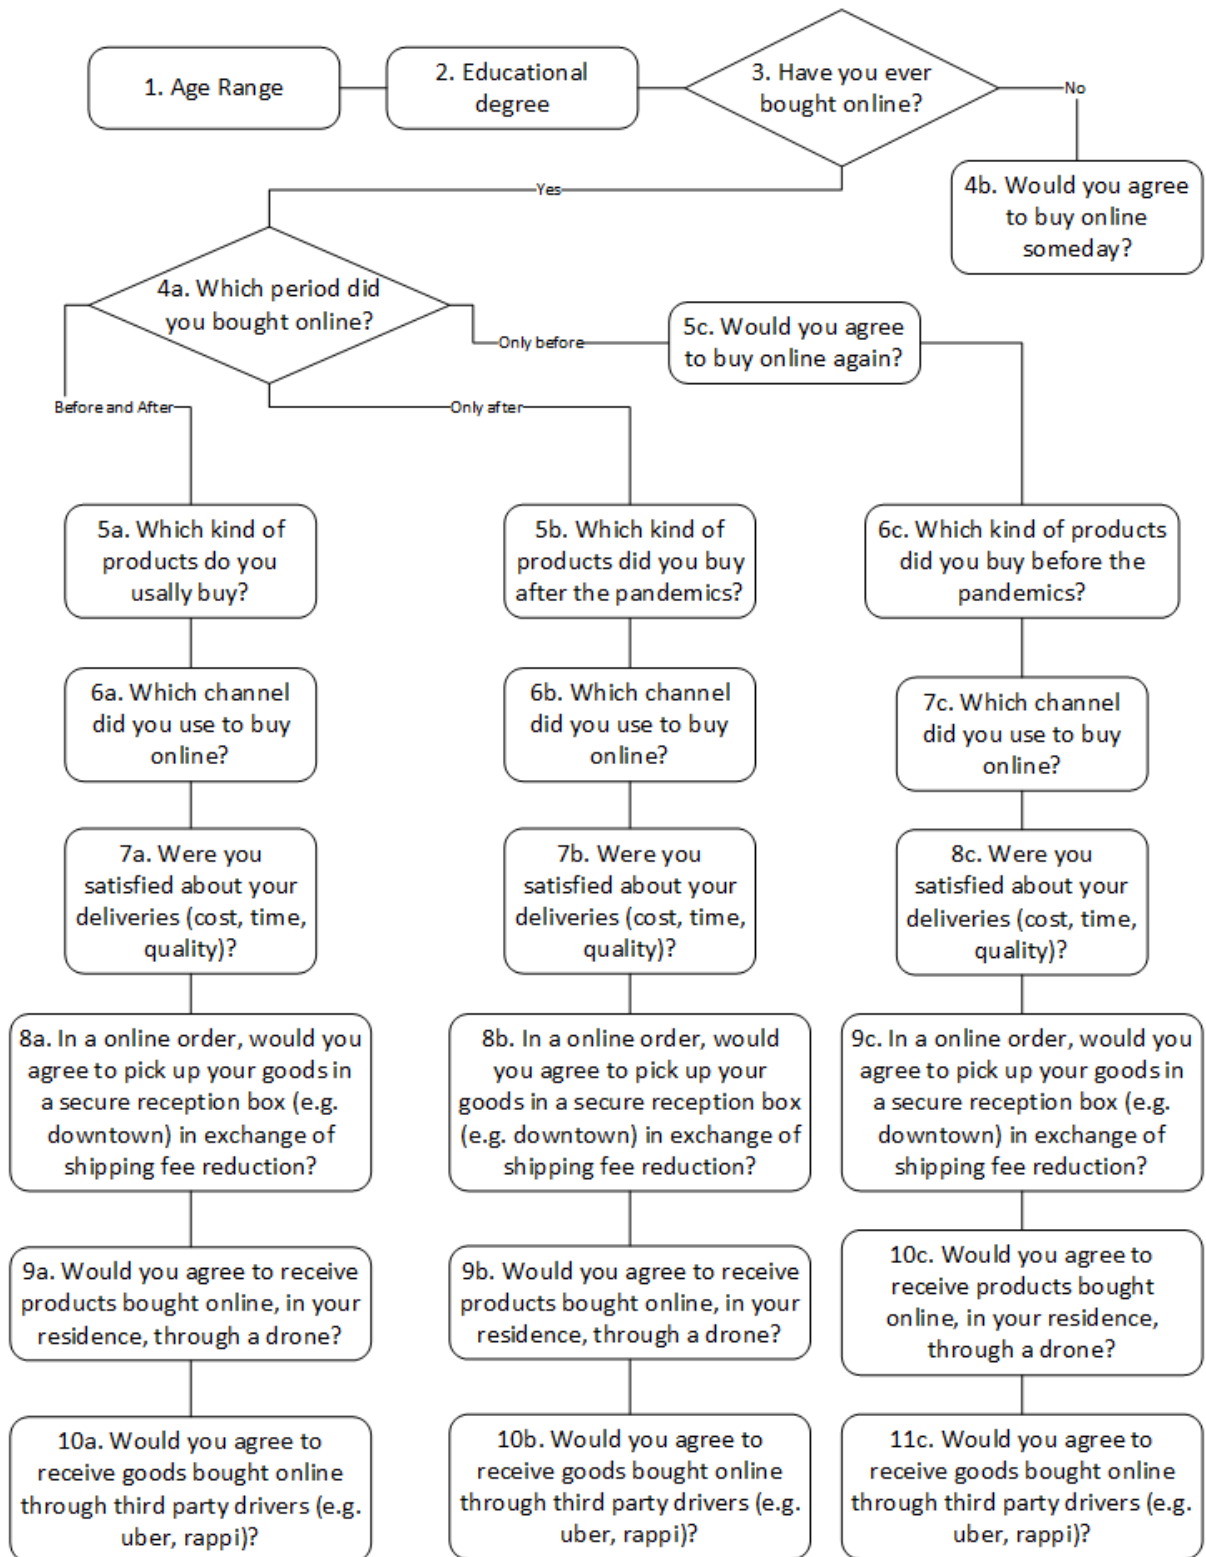 1. Age Range
2. Educational
degree
3. Have you ever
bought online?
No
4b. Would you agree
to buy online
someday?
Yes
4a. Which period did
you bought online?
Only before
5c. Would you agree
to buy online again?
Before and After
Only after
5a. Which kind of
products do you
usally buy?
5b. Which kind of
products did you buy
after the pandemics?
6c. Which kind of products
did you buy before the
pandemics?
6a. Which channel
did you use to buy
online?
6b. Which channel
did you use to buy
online?
7c. Which channel
did you use to buy
online?
7a. Were you
satisfied about your
deliveries (cost, time,
quality)?
7b. Were you
satisfied about your
deliveries (cost, time,
quality)?
8c. Were you
satisfied about your
deliveries (cost, time,
quality)?
8a. In a online order, would you
agree to pick up your goods in
a secure reception box (e.g.
downtown) in exchange of
shipping fee reduction?
8b. In a online order, would
you agree to pick up your
goods in a secure reception box
(e.g. downtown) in exchange of
shipping fee reduction?
9c. In a online order, would you
agree to pick up your goods in
a secure reception box (e.g.
downtown) in exchange of
shipping fee reduction?
9a. Would you agree to receive
products bought online, in your
residence, through a drone?
9b. Would you agree to receive
products bought online, in your
residence, through a drone?
10c. Would you agree to
receive products bought
online, in your residence,
through a drone?
10a. Would you agree to
receive goods bought online
through third party drivers (e.g.
uber, rappi)?
10b. Would you agree to
receive goods bought online
through third party drivers (e.g.
uber, rappi)?
11c. Would you agree to
receive goods bought online
through third party drivers (e.g.
uber, rappi)?